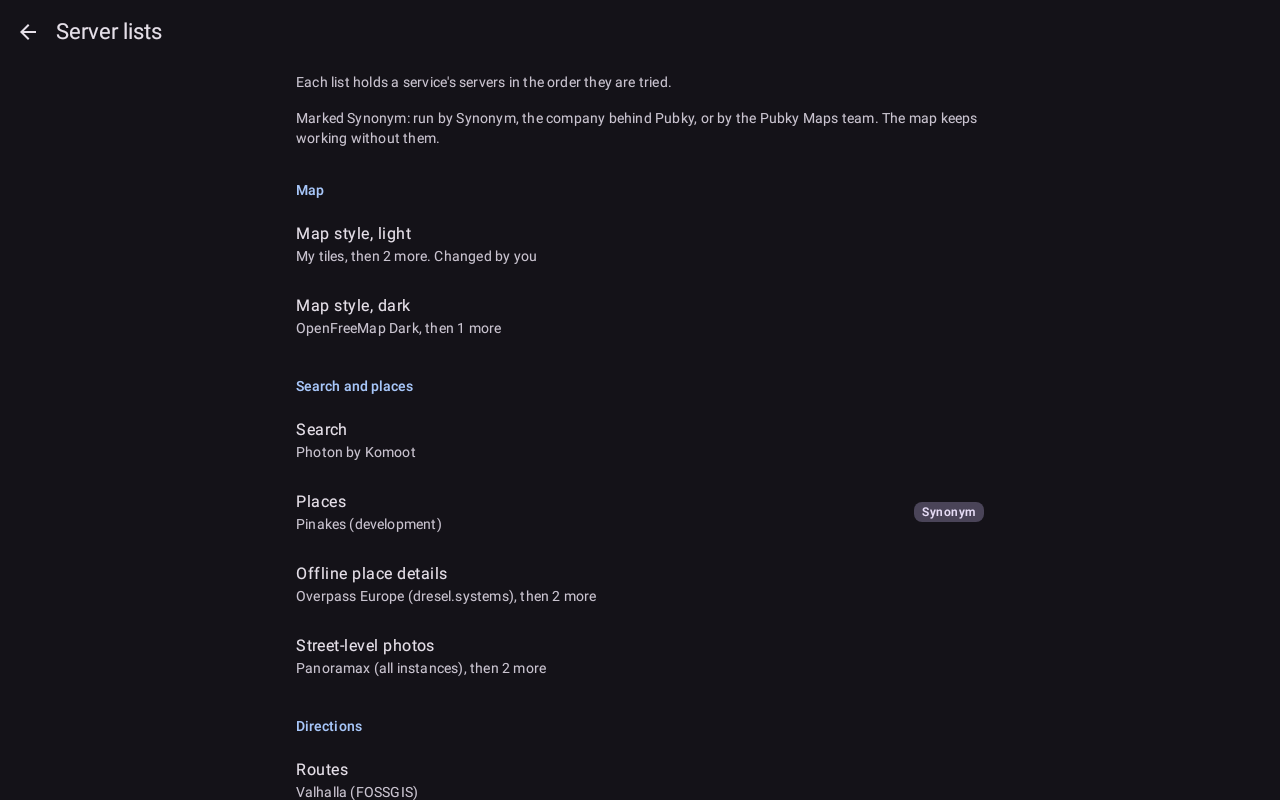 Server lists
Each list holds a service's servers in the order they are tried.
Marked Synonym: run by Synonym, the company behind Pubky, or by the Pubky Maps team. The map keeps
working without them.
Map
Map style, light
My tiles, then 2 more. Changed by you
Map style, dark
OpenFreeMap Dark, then 1 more
Search and places
Search
Photon by Komoot
Places
Pinakes (development)
Synonym
Offline place details
Overpass Europe (dresel.systems), then 2 more
Street-level photos
Panoramax (all instances), then 2 more
Directions
Routes
Valhalla (FOSSGIS)